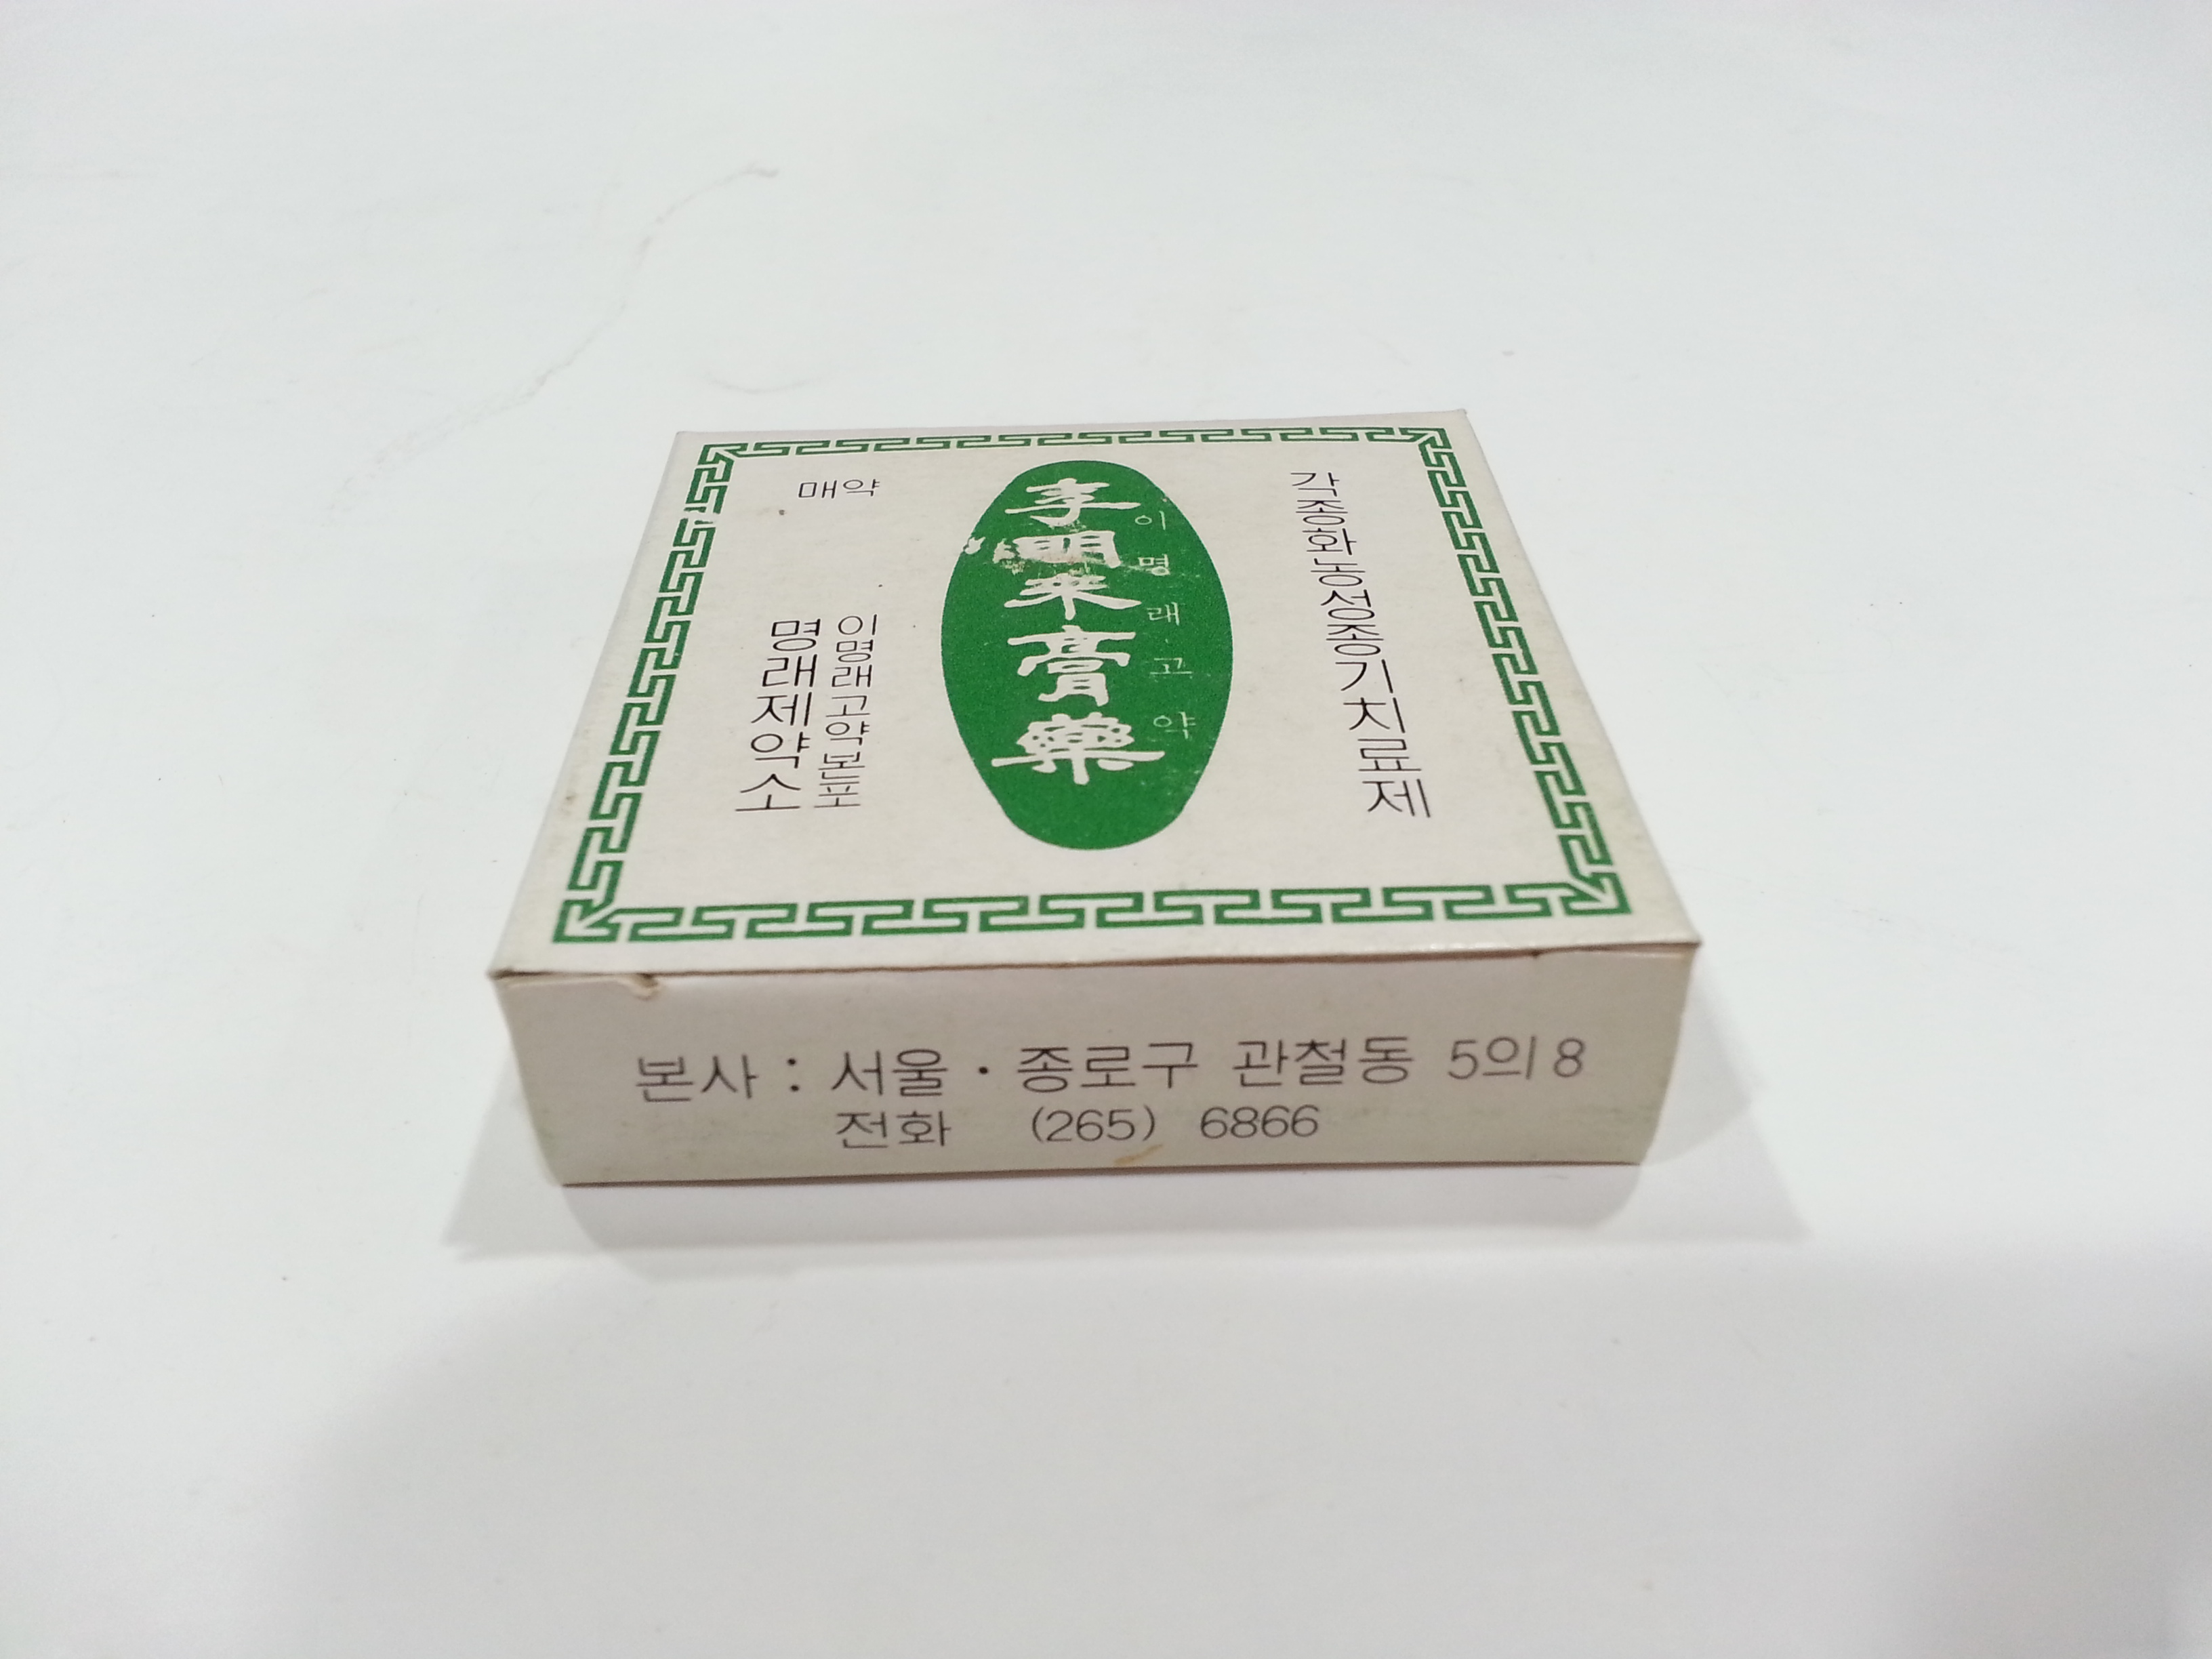 각종화농성종기치료제
이명래고약
李明來膏藥
매약
이명래고약본포
명래제약소
본사 : 서울 · 종로구 관철동 5의8
전화 (265) 6866